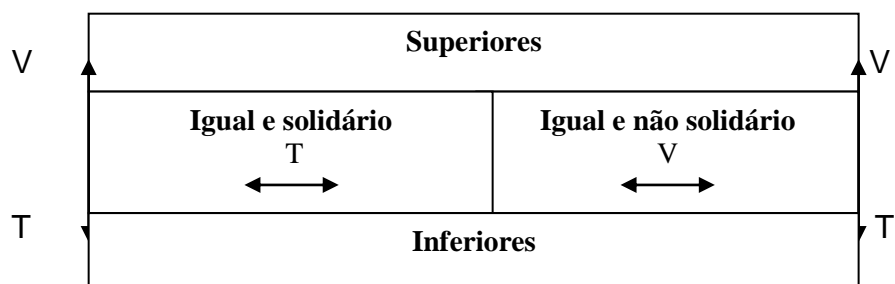 Superiores
V V
Igual e solidário Igual e não solidário
T V
T T
Inferiores